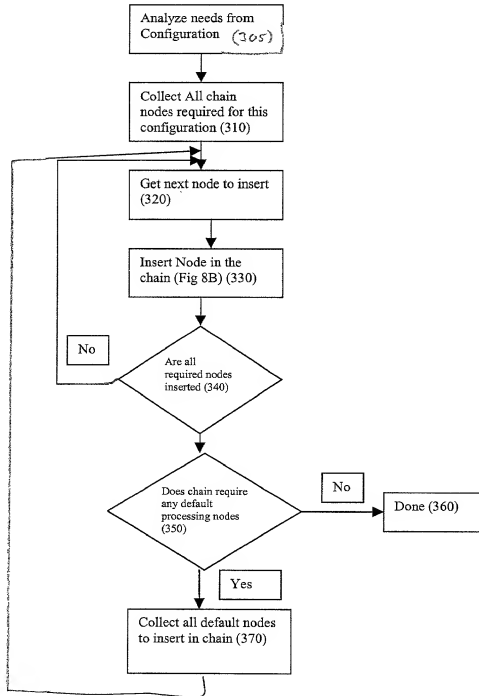 Analyze needs from
Configuration (305)
Collect All chain
nodes required for this
configuration (310)
Get next node to insert
(320)
Insert Node in the
chain (Fig 8B) (330)
No
Are all
required nodes
inserted (340)
Does chain require
any default
processing nodes
(350)
No
Done (360)
Yes
Collect all default nodes
to insert in chain (370)